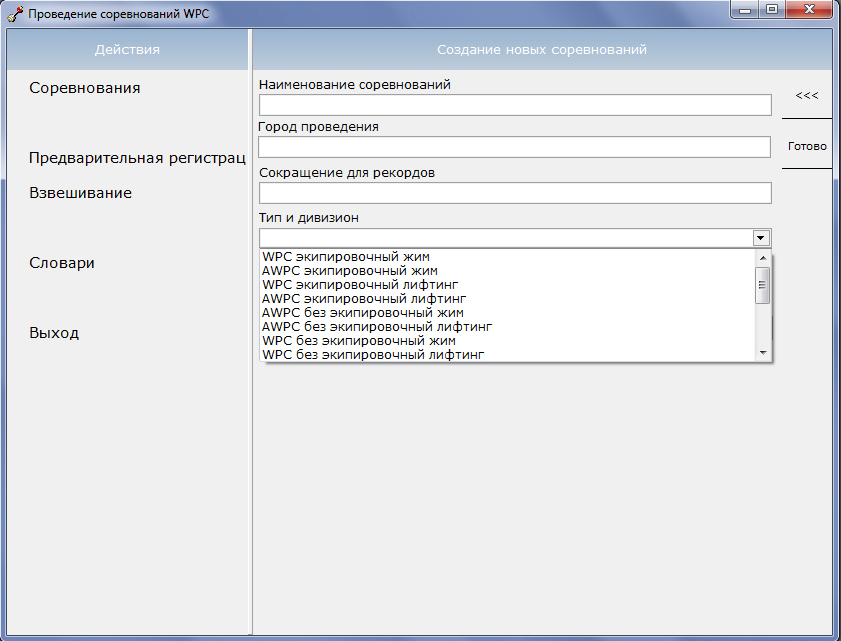 Проведение соревнований WPC
Действия
Соревнования
Предварительная регистрац
Взвешивание
Словари
Выход
Создание новых соревнований
Наименование соревнований
Город проведения
Сокращение для рекордов
Тип и дивизион
WPC экипировочный жим
AWPC экипировочный жим
WPC экипировочный лифтинг
AWPC экипировочный лифтинг
AWPC без экипировочный жим
AWPC без экипировочный лифтинг
WPC без экипировочный жим
WPC без экипировочный лифтинг
<<<
Готово